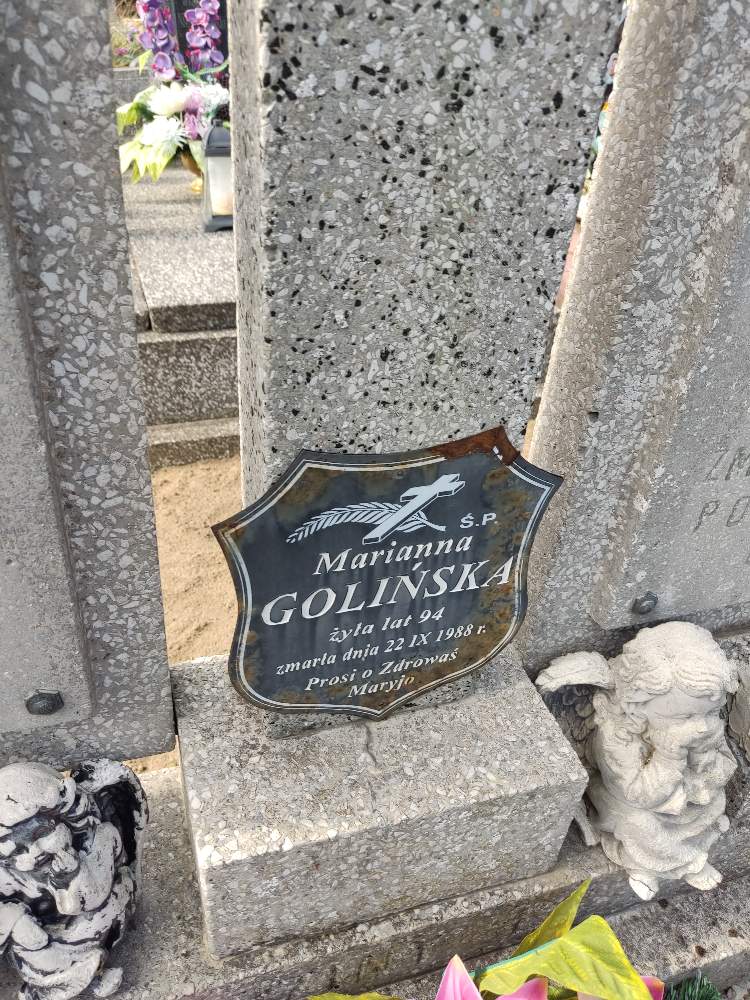 Ś.P.
Marianna
GOLIŃSKA
żyła lat 94
zmarła dnia 22 IX 1988 r.
Prosi o Zdrowaś
Maryjo